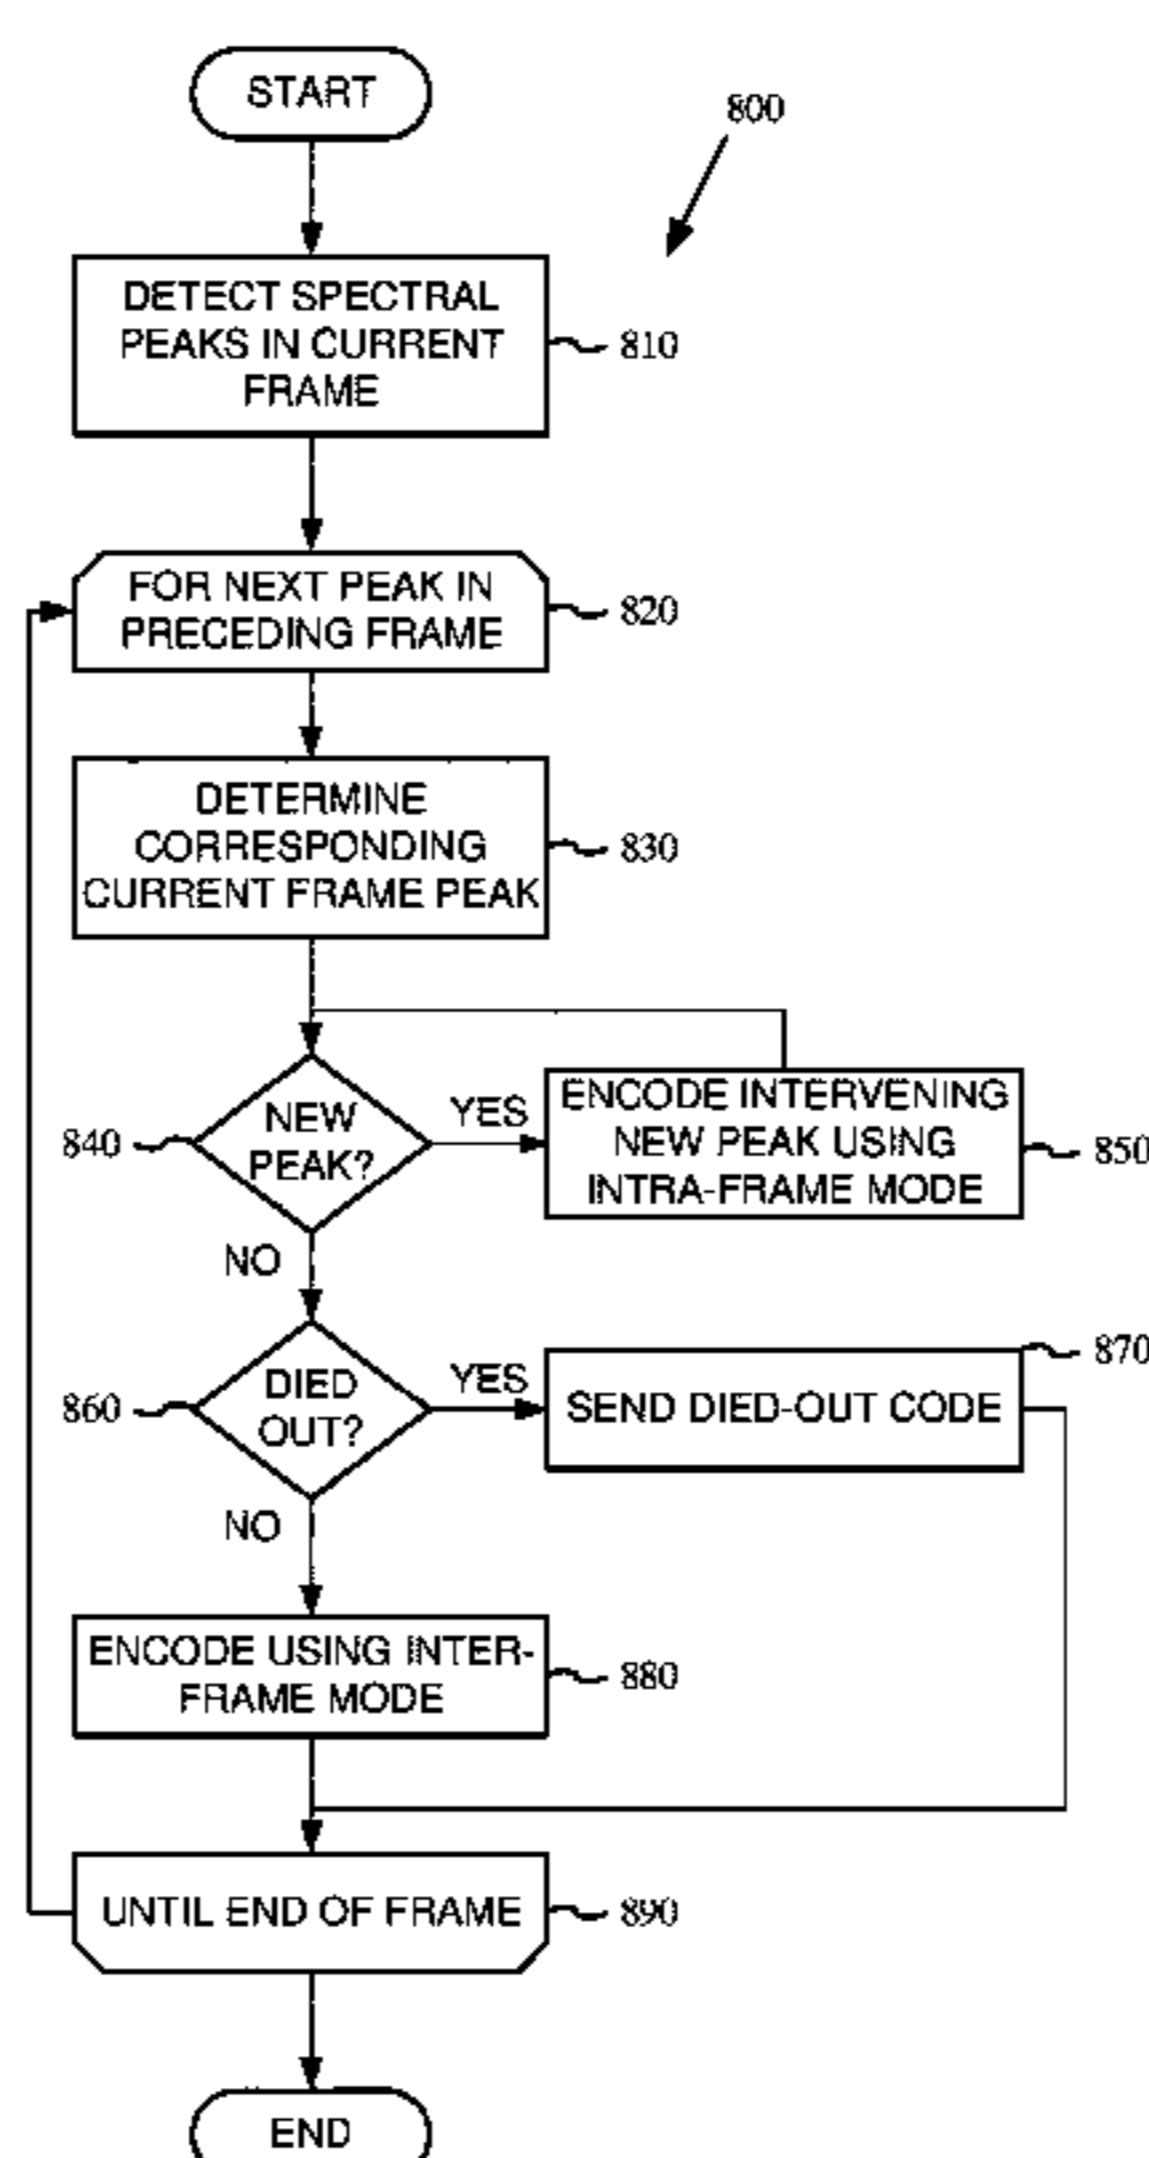 START
800
DETECT SPECTRAL
PEAKS IN CURRENT
FRAME
810
FOR NEXT PEAK IN
PRECEDING FRAME
820
DETERMINE
CORRESPONDING
CURRENT FRAME PEAK
830
840
NEW
PEAK?
YES
ENCODE INTERVENING
NEW PEAK USING
INTRA-FRAME MODE
850
NO
860
DIED
OUT?
YES
SEND DIED-OUT CODE
870
NO
ENCODE USING INTER-
FRAME MODE
880
UNTIL END OF FRAME
890
END